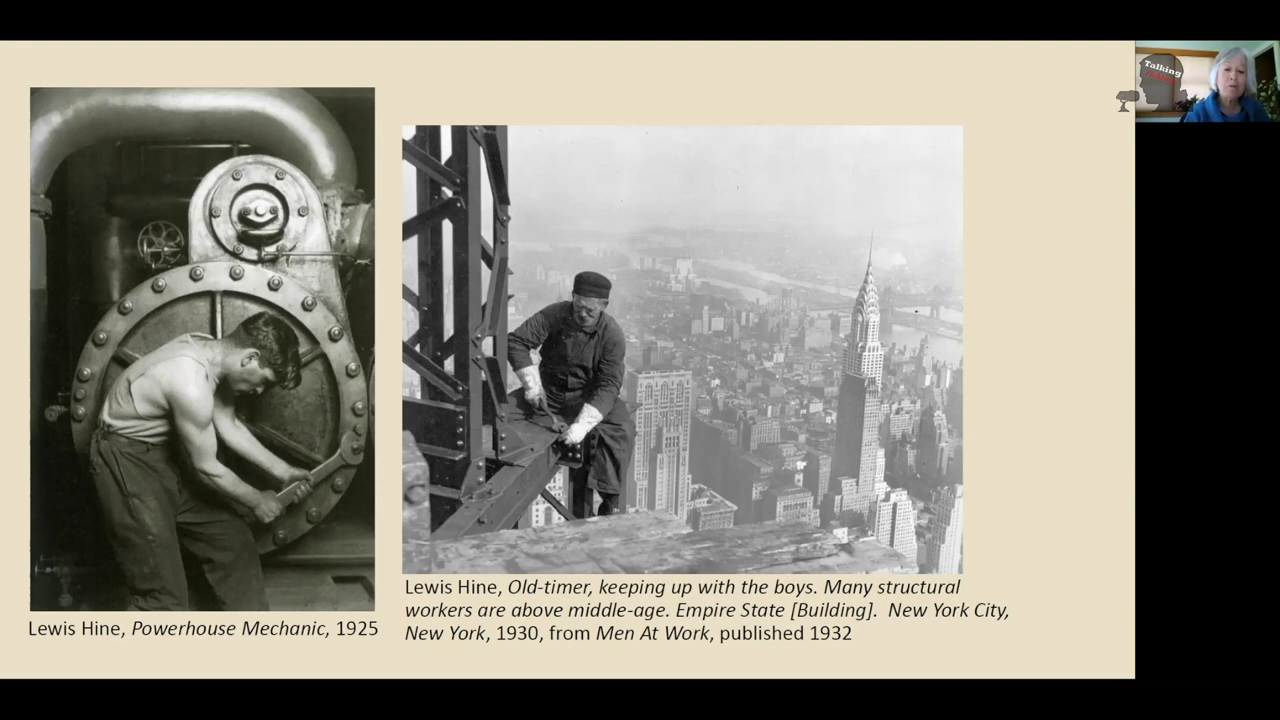 Talking
Lewis Hine, Powerhouse Mechanic, 1925
Lewis Hine, Old-timer, keeping up with the boys. Many structural
workers are above middle-age. Empire State [Building].  New York City,
New York, 1930, from Men At Work, published 1932